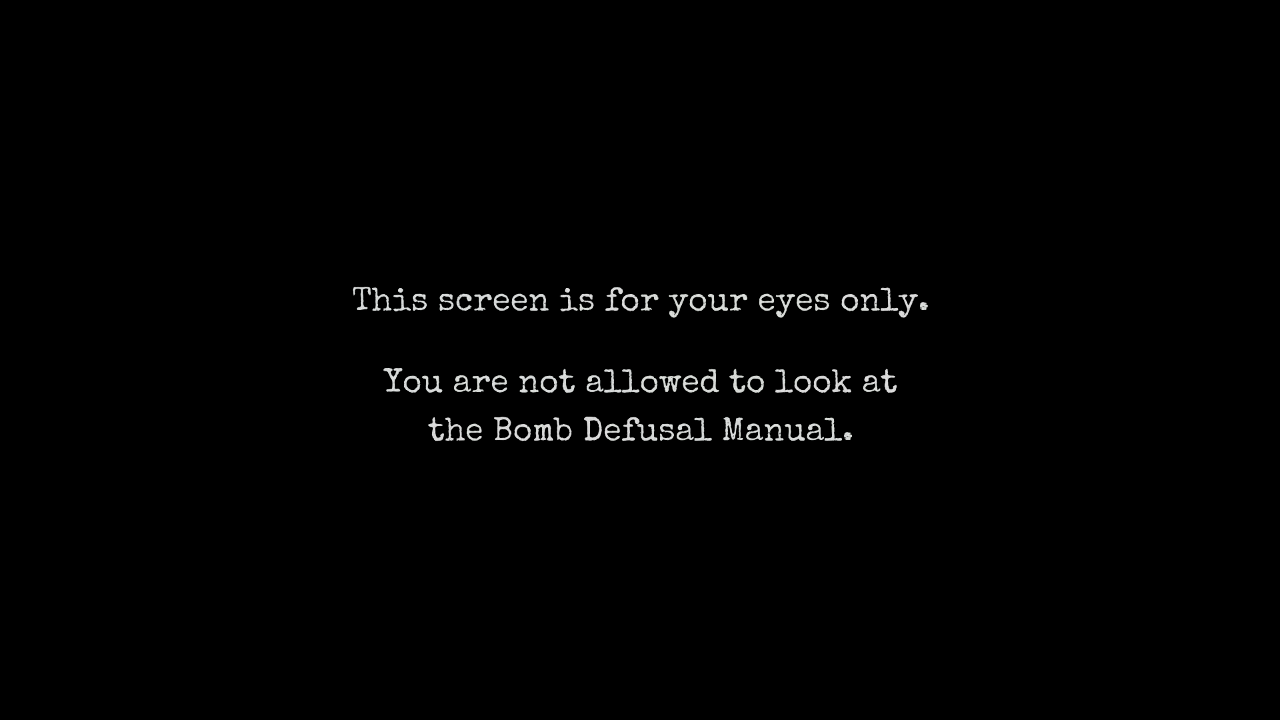 This screen is for your eyes only.
You are not allowed to look at
the Bomb Defusal Manual.